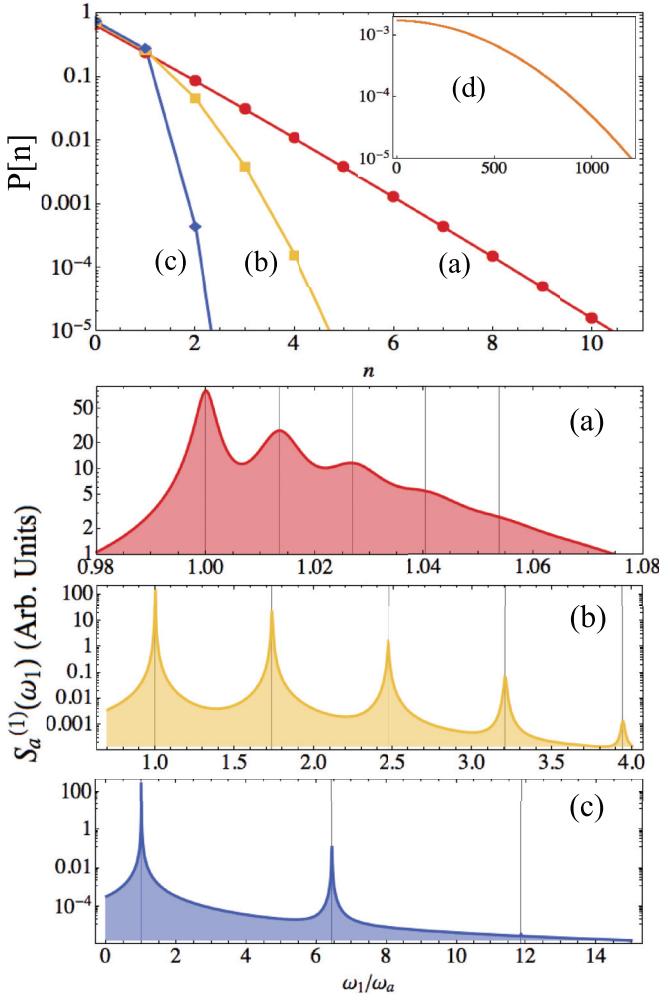 1
0.1
0.01
0.001
10⁻⁴
10⁻⁵
P[n]
10⁻³
10⁻⁴
10⁻⁵
(d)
0 500 1000
(c) (b) (a)
0 2 4 6 8 10
n
50
20
10
5
2
1
(a)
0.98 1.00 1.02 1.04 1.06 1.08
Sₐ⁽¹⁾(ω₁) (Arb. Units)
100
10
1
0.1
0.01
0.001
(b)
1.0 1.5 2.0 2.5 3.0 3.5 4.0
100
1
0.01
10⁻⁴
(c)
0 2 4 6 8 10 12 14
ω₁/ωₐ